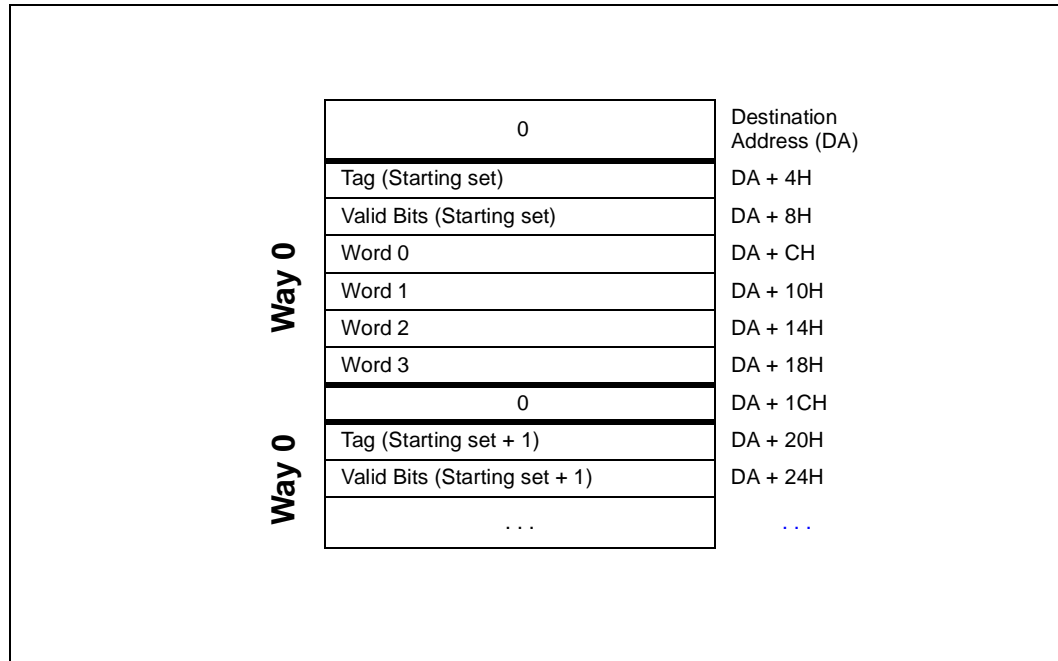 0
Destination
Address (DA)
Way 0
Tag (Starting set)
DA + 4H
Valid Bits (Starting set)
DA + 8H
Word 0
DA + CH
Word 1
DA + 10H
Word 2
DA + 14H
Word 3
DA + 18H
0
DA + 1CH
Way 0
Tag (Starting set + 1)
DA + 20H
Valid Bits (Starting set + 1)
DA + 24H
. . .
. . .